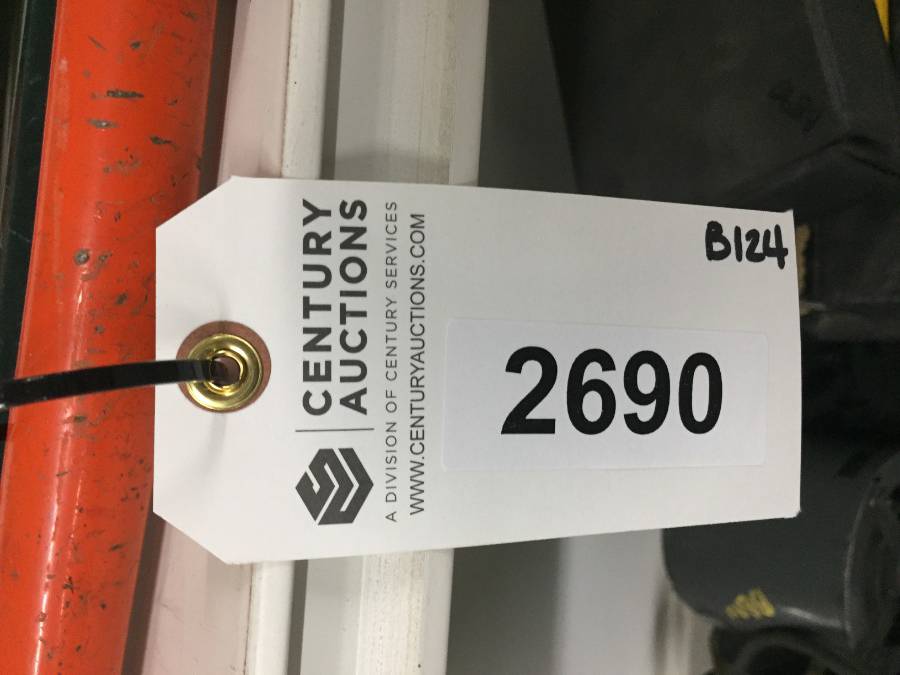 CENTURY
AUCTIONS
A DIVISION OF CENTURY SERVICES
WWW.CENTURYAUCTIONS.COM
B124
2690